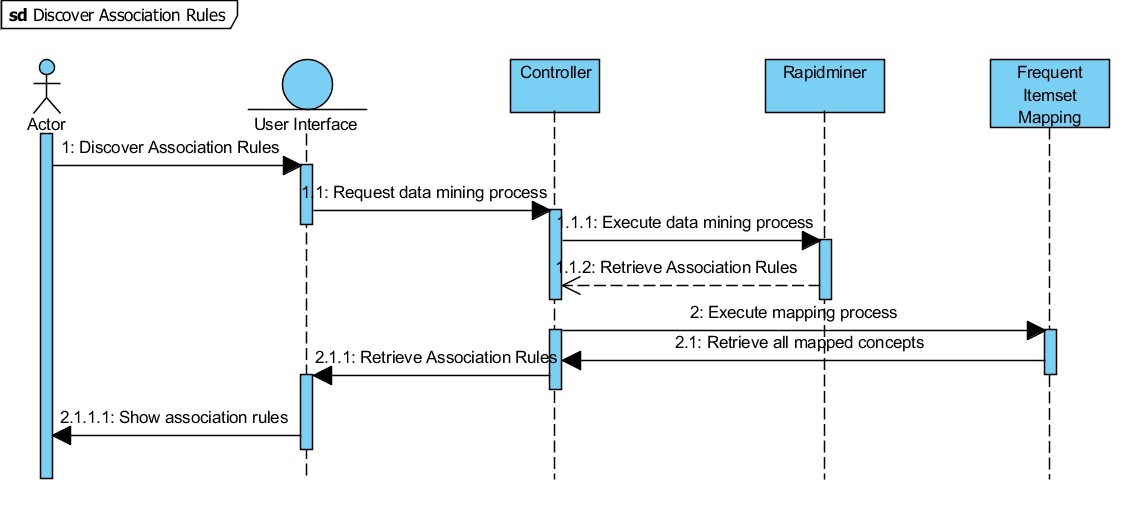 sd Discover Association Rules
Actor
User Interface
Controller
Rapidminer
Frequent
Itemset
Mapping
1: Discover Association Rules
1.1: Request data mining process
1.1.1: Execute data mining process
1.1.2: Retrieve Association Rules
2: Execute mapping process
2.1: Retrieve all mapped concepts
2.1.1: Retrieve Association Rules
2.1.1.1: Show association rules